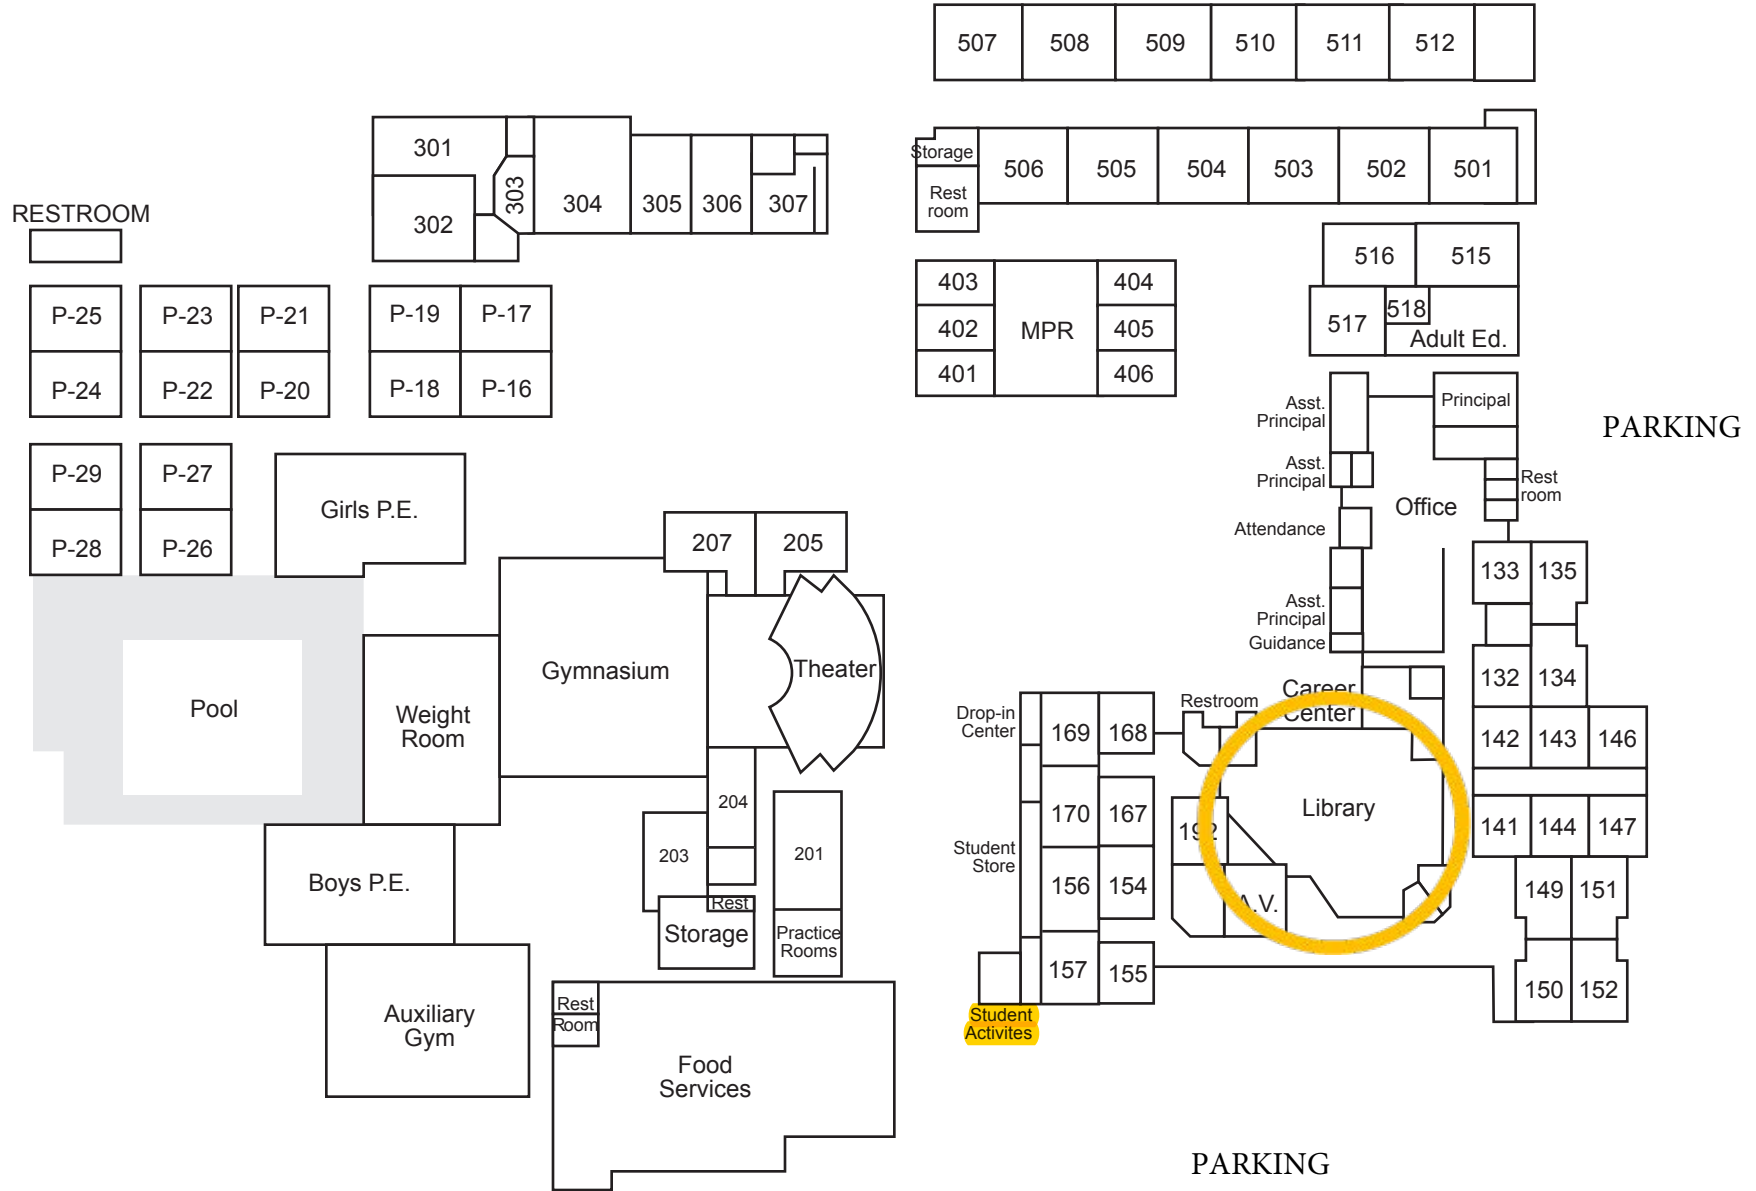 507 508 509 510 511 512
301
Storage
506 505 504 503 502 501
303
304 305 306 307
Rest
room
RESTROOM
302
516 515
403 404
518
P-25 P-23 P-21 P-19 P-17
402 MPR 405
517
Adult Ed.
401 406
P-24 P-22 P-20 P-18 P-16
Asst.
Principal
Principal
PARKING
P-29 P-27
Asst.
Principal
Rest
room
Girls P.E.
Office
Attendance
207 205
P-28 P-26
133 135
Asst.
Principal
Guidance
Gymnasium
Theater
132 134
Career
Center
Restroom
Pool
Weight
Room
Drop-in
Center
169 168
142 143 146
204
Library
170 167
192
141 144 147
203
201
Student
Store
Boys P.E.
156 154
149 151
Rest
A.V.
Storage
Practice
Rooms
157 155
150 152
Rest
Room
Auxiliary
Gym
Student
Activites
Food
Services
PARKING